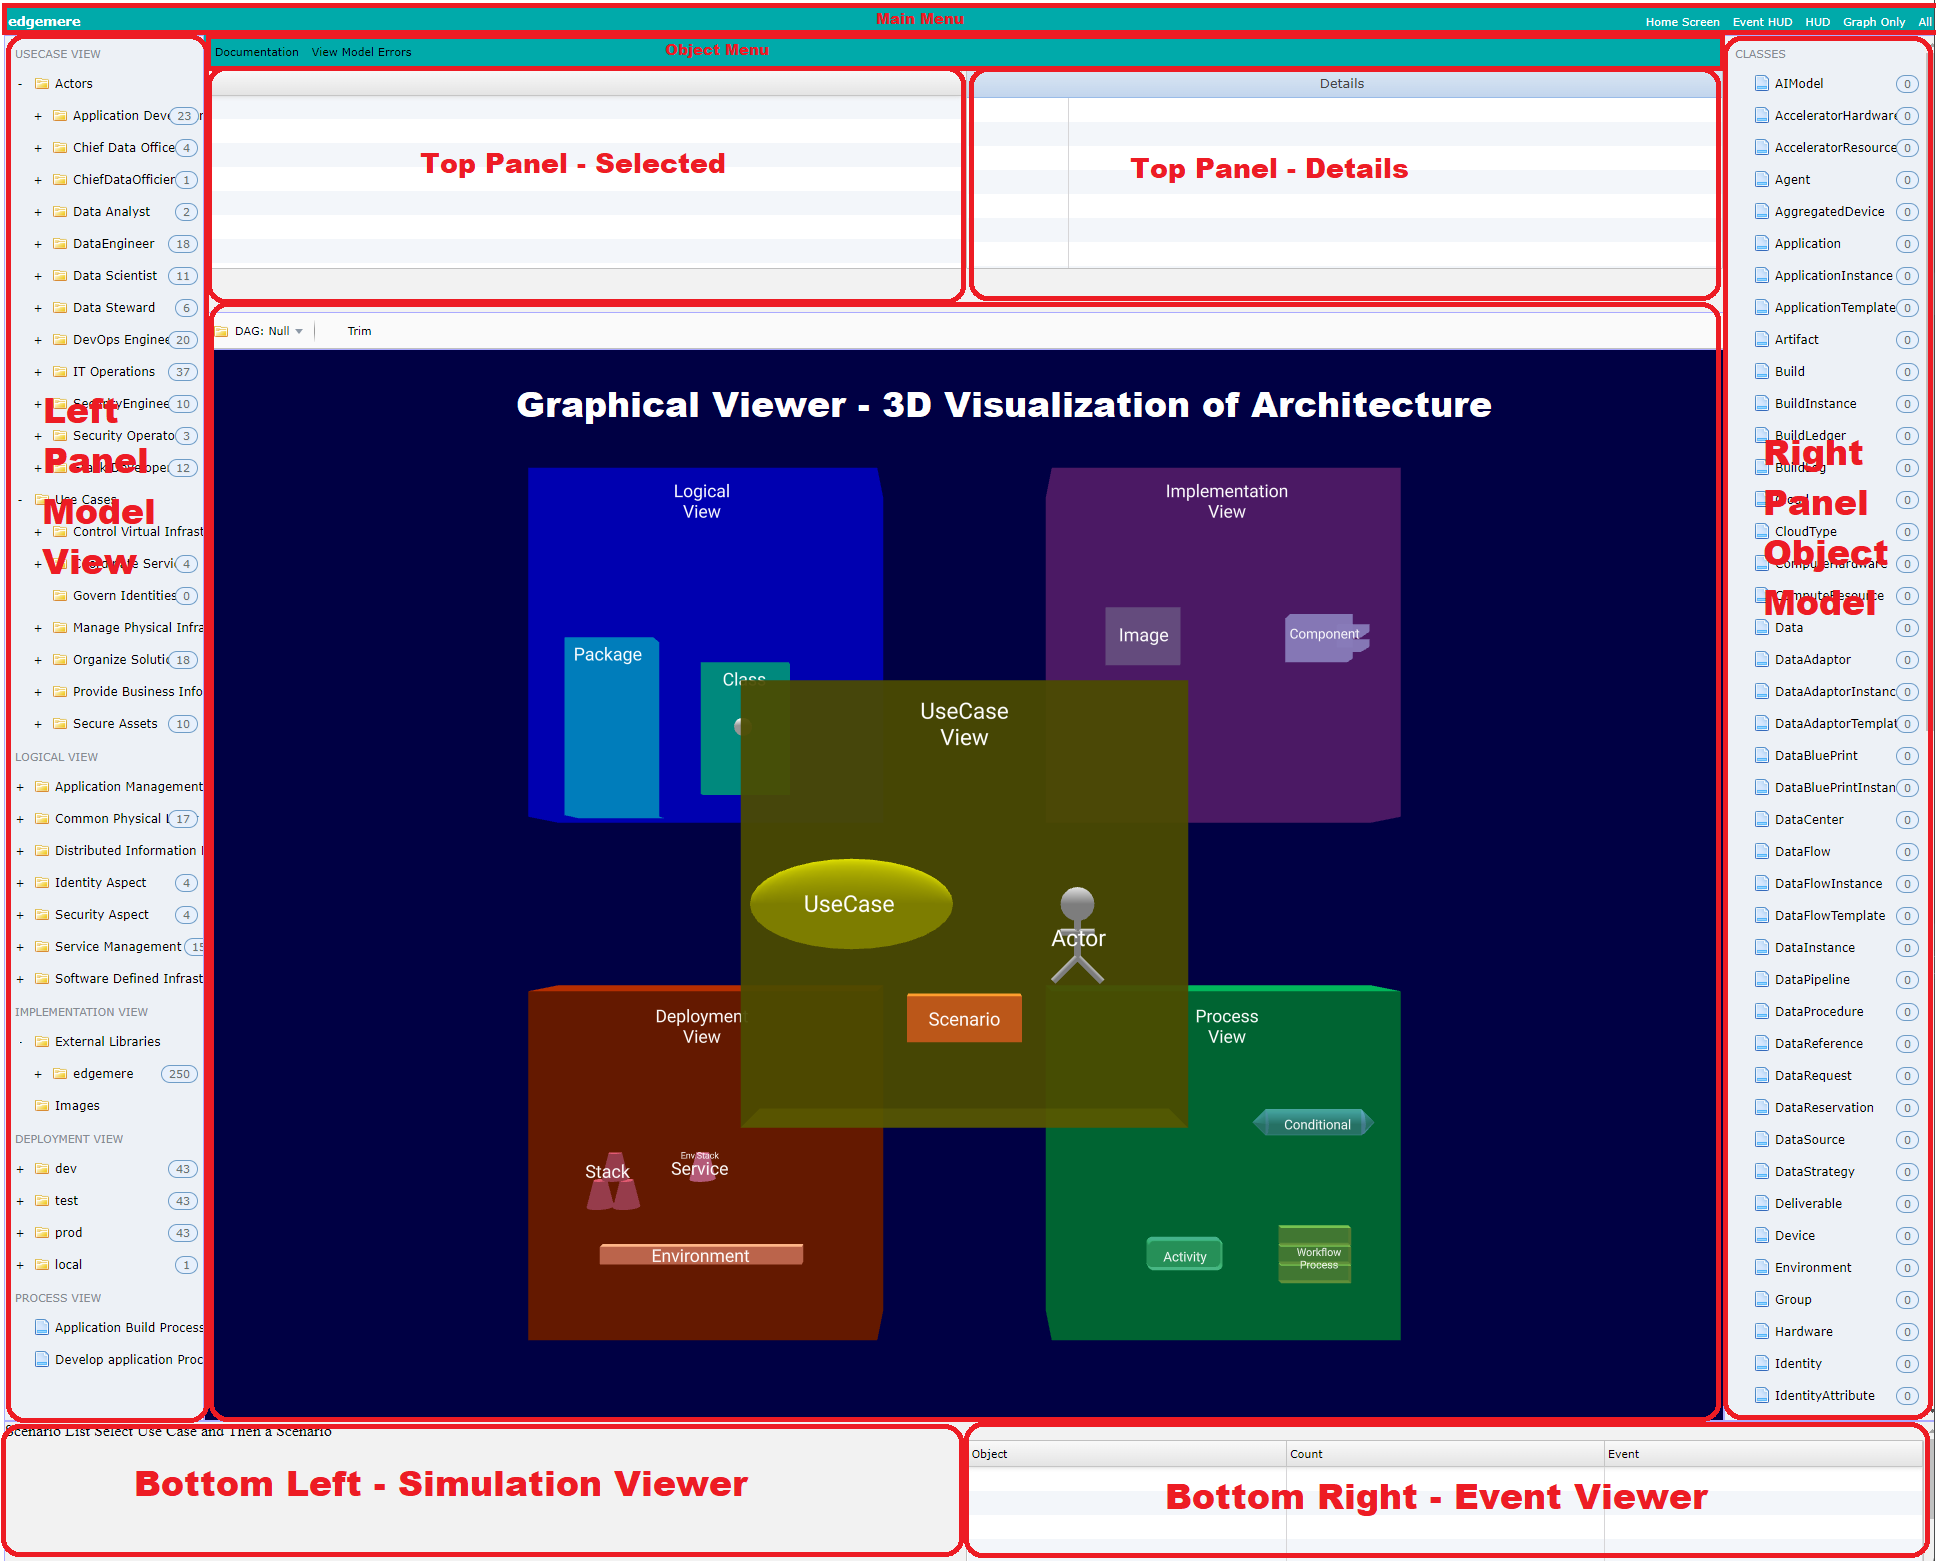 edgemere
Main Menu
Home Screen Event HUD HUD Graph Only All
Documentation View Model Errors
Object Menu
USECASE VIEW
- Actors
+ Application Dev 23
+ Chief Data Office 4
+ ChiefDataOfficier 1
+ Data Analyst 2
+ DataEngineer 18
+ Data Scientist 11
+ Data Steward 6
+ DevOps Enginee 20
+ IT Operations 37
+ SecurityEnginee 10
+ Security Operato 3
+ 12
- Use Cases
+ Control Virtual Infrast
+ Coordinate Servi 4
Govern Identities 0
+ Manage Physical Infra
+ Organize Solutio 18
+ Provide Business Info
+ Secure Assets 10
Left
Panel
Model
View
LOGICAL VIEW
+ Application Management
+ Common Physical 17
+ Distributed Information
+ Identity Aspect 4
+ Security Aspect 4
+ Service Management 15
+ Software Defined Infrast
IMPLEMENTATION VIEW
- External Libraries
+ edgemere 250
Images
DEPLOYMENT VIEW
+ dev 43
+ test 43
+ prod 43
+ local 1
PROCESS VIEW
Application Build Process
Develop application Proc
Top Panel - Selected
Details
Top Panel - Details
DAG: Null
Trim
Graphical Viewer - 3D Visualization of Architecture
Logical
View
Package
Class
Implementation
View
Image
Component
UseCase
View
UseCase
Actor
Scenario
Deployment
View
Stack
Env Stack
Service
Environment
Process
View
Conditional
Activity
Workflow
Process
CLASSES
AIModel 0
AcceleratorHardware 0
AcceleratorResource 0
Agent 0
AggregatedDevice 0
Application 0
ApplicationInstance 0
ApplicationTemplate 0
Artifact 0
Build 0
BuildInstance 0
BuildLedger 0
BuildLog 0
Cloud 0
CloudType 0
ComputeHardware 0
ComputeResource 0
Data 0
DataAdaptor 0
DataAdaptorInstanc 0
DataAdaptorTemplat 0
DataBluePrint 0
DataBluePrintInstan 0
DataCenter 0
DataFlow 0
DataFlowInstance 0
DataFlowTemplate 0
DataInstance 0
DataPipeline 0
DataProcedure 0
DataReference 0
DataRequest 0
DataReservation 0
DataSource 0
DataStrategy 0
Deliverable 0
Device 0
Environment 0
Group 0
Hardware 0
Identity 0
IdentityAttribute 0
Right
Panel
Object
Model
Scenario List Select Use Case and Then a Scenario
Bottom Left - Simulation Viewer
Object Count Event
Bottom Right - Event Viewer